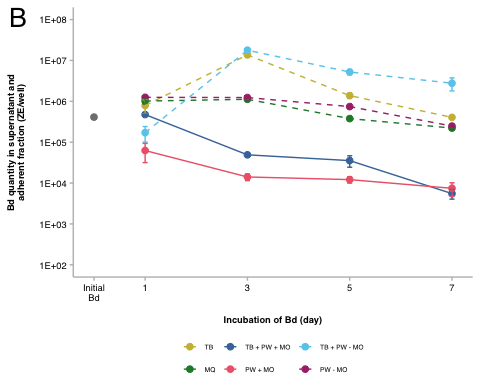 B
Bd quantity in supernatant and
adherent fraction (ZE/well)
1E+08
1E+07
1E+06
1E+05
1E+04
1E+03
1E+02
Initial
Bd
1
3
5
7
Incubation of Bd (day)
TB
TB + PW + MO
TB + PW - MO
MQ
PW + MO
PW - MO